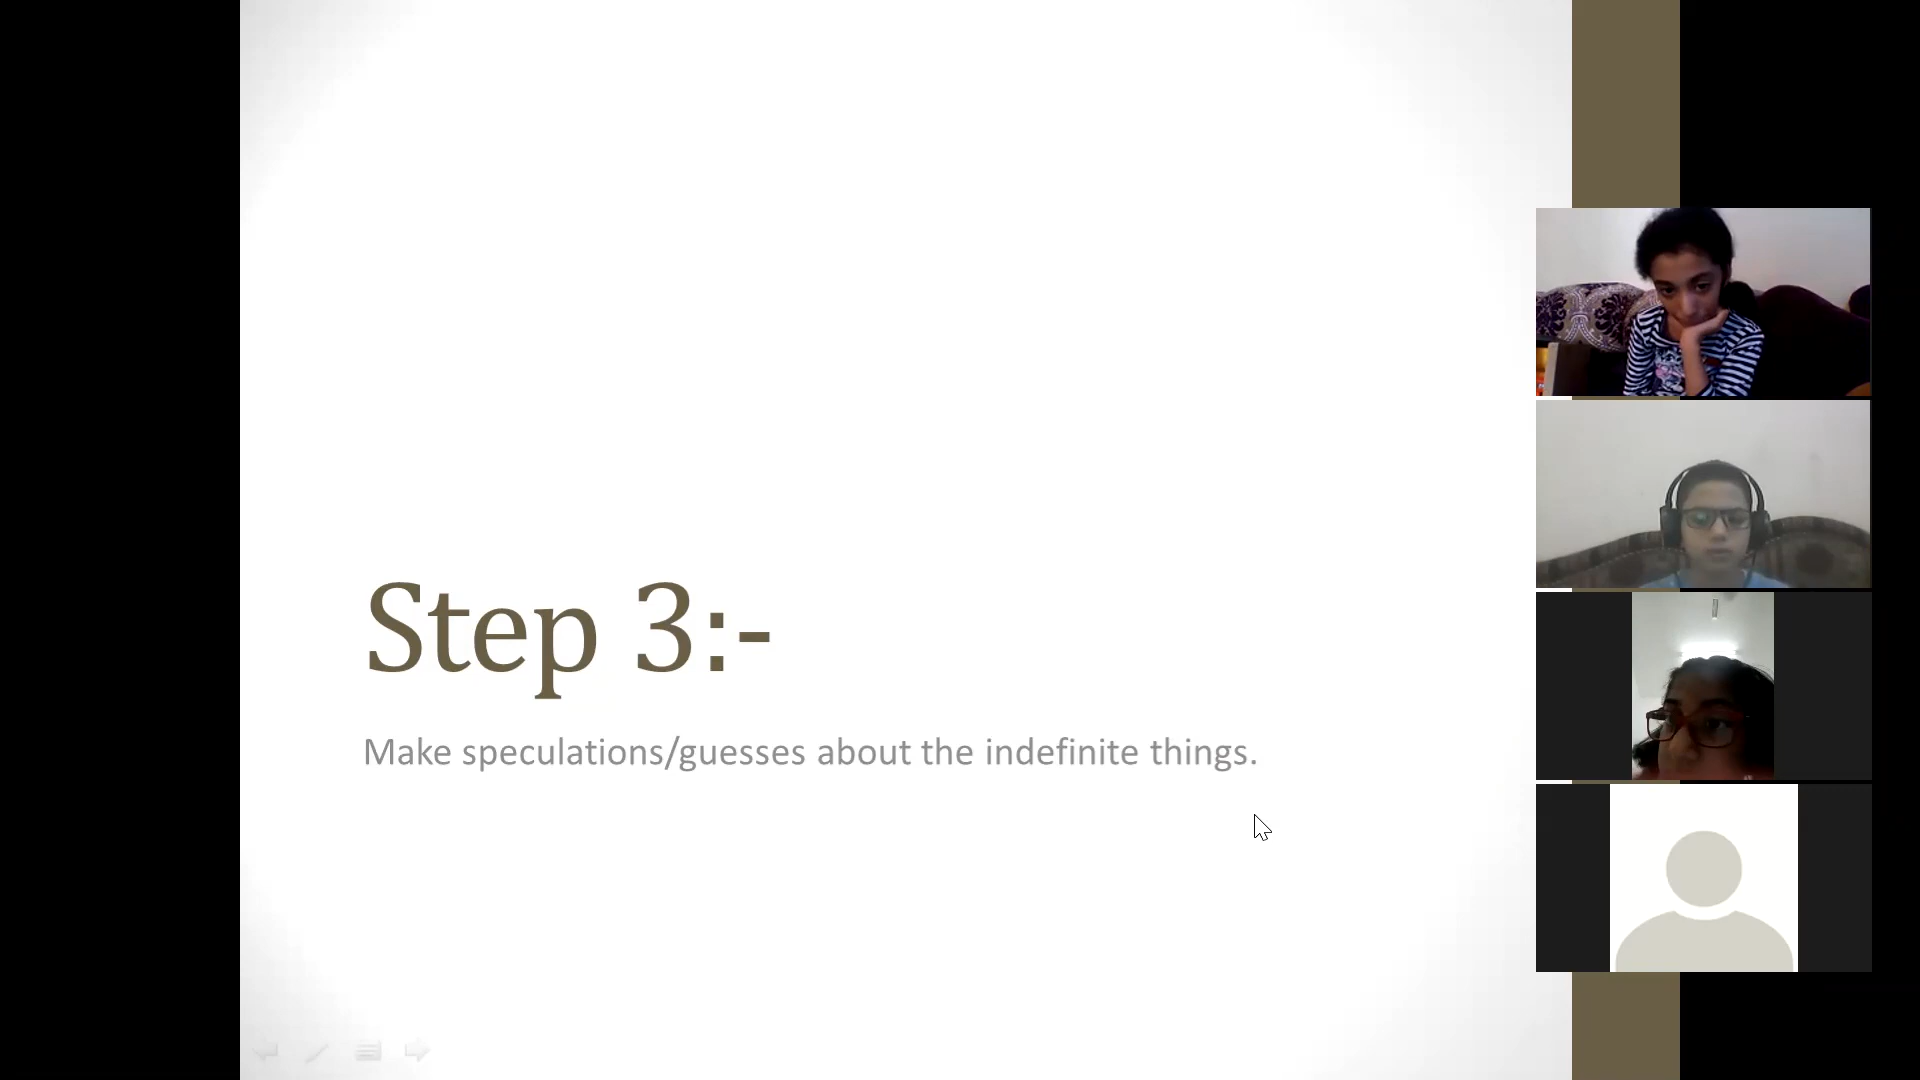 Step 3:-
Make speculations/guesses about the indefinite things.